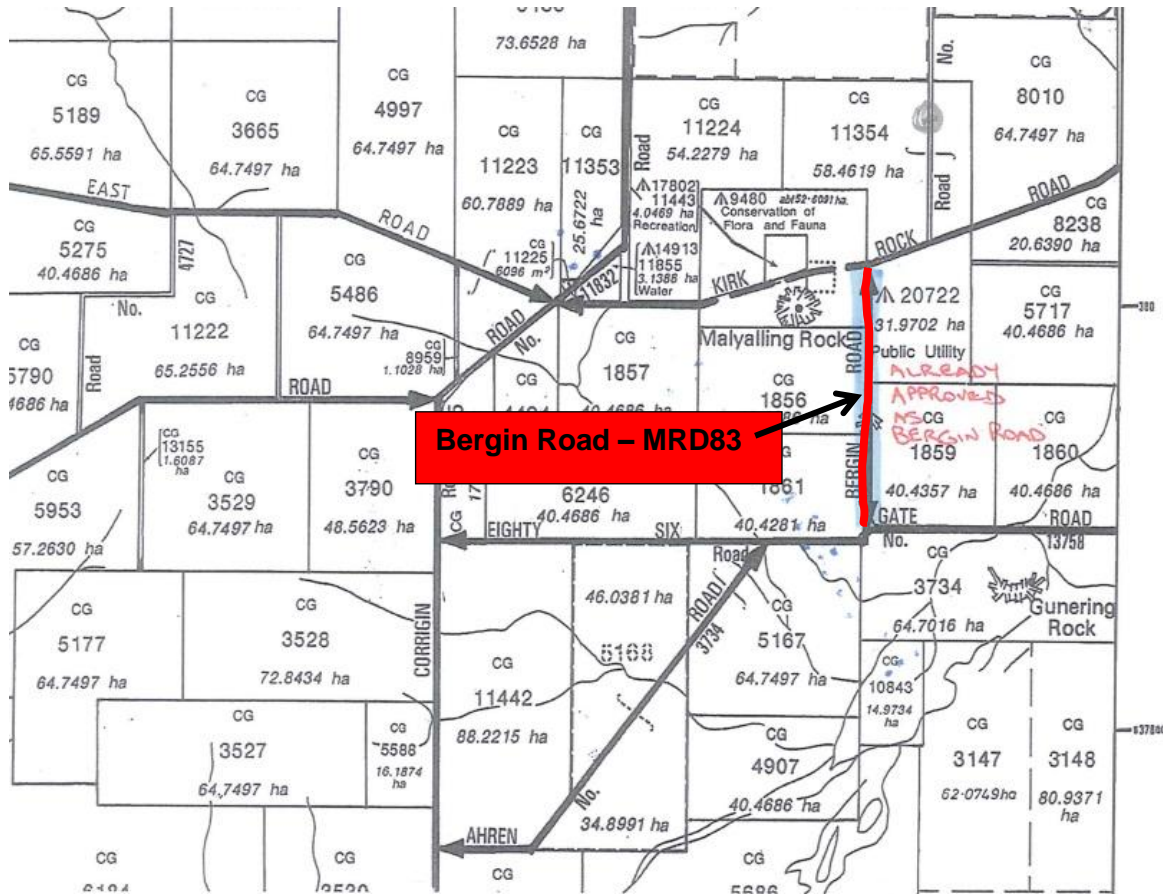 73.6528 ha
CG
5189
65.5591 ha
CG
3665
64.7497 ha
CG
4997
64.7497 ha
CG
11223
60.7889 ha
CG
11353
25.6722
ha
Road
CG
11224
54.2279 ha
CG
11354
58.4619 ha
No.
Road
CG
8010
64.7497 ha
EAST
ROAD
17802
11443
4.0469 ha
Recreation
9480
Conservation of
Flora and Fauna
14913
11855
3.1388 ha
Water
CG
11225
6096 m²
11832
KIRK
ROCK
ROAD
CG
8238
20.6390 ha
CG
5275
40.4686 ha
4727
No.
CG
5486
64.7497 ha
ROAD
No.
CG
11222
65.2556 ha
Road
CG
5790
4686 ha
ROAD
CG
8959
1.1028 ha
CG
1857
40.4686 ha
Malyalling Rock
CG
1856
ha
ROAD
BERGIN
20722
31.9702 ha
Public Utility
ALREADY
APPROVED
AS
BERGIN ROAD
CG
5717
40.4686 ha
380
Bergin Road – MRD83
CG
13155
1.6087
ha
CG
5953
57.2630 ha
CG
3529
64.7497 ha
CG
3790
48.5623 ha
CG
6246
40.4686 ha
1861
40.4281 ha
CG
1859
40.4357 ha
CG
1860
40.4686 ha
EIGHTY
SIX
Road
GATE
ROAD
No.
13758
CG
3734
64.7016 ha
Gunering
Rock
CG
5177
64.7497 ha
CG
3528
72.8434 ha
CORRIGIN
46.0381 ha
5168
ROAD
3734
No.
34.8991 ha
CG
5167
64.7497 ha
CG
11442
88.2215 ha
CG
10843
14.9734
ha
CG
3527
64.7497 ha
CG
5588
16.1874
ha
CG
4907
40.4686 ha
CG
3147
62.0749ha
CG
3148
80.9371
ha
AHREN
CG
CG
CG
CG